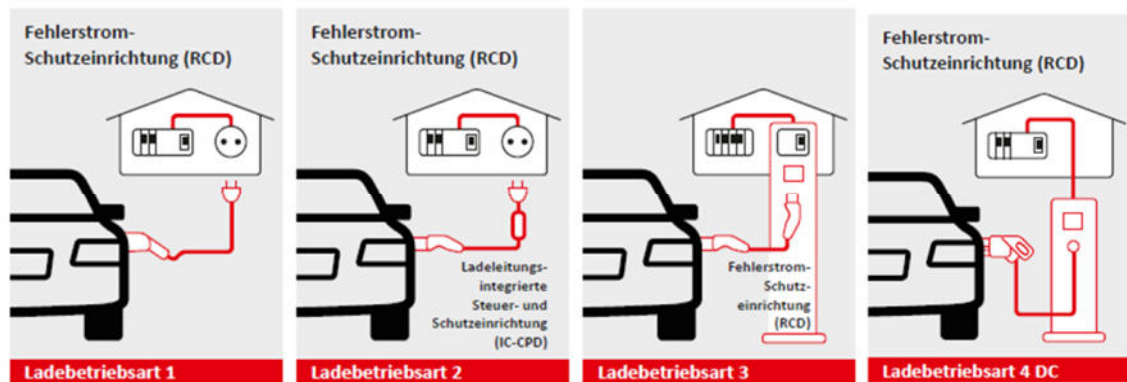 Fehlerstrom-
Schutzeinrichtung (RCD)
Ladebetriebsart 1
Fehlerstrom-
Schutzeinrichtung (RCD)
Ladeleitungs-
integrierte
Steuer- und
Schutzeinrichtung
(IC-CPD)
Ladebetriebsart 2
Fehlerstrom-
Schutz-
einrichtung
(RCD)
Ladebetriebsart 3
Fehlerstrom-
Schutzeinrichtung (RCD)
Ladebetriebsart 4 DC